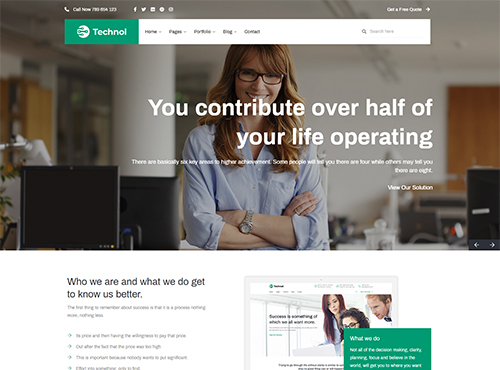 Call Now 789 654 123
Get a Free Quote
Technol
Home Pages Portfolio Blog Contact
Search here
You contribute over half of
your life operating
There are basically six key areas to higher achievement. Some people will tell you there are four while others may tell you
there are eight.
View Our Solution
Who we are and what we do get
to know us better.
The first thing to remember about success is that it is a process nothing
more, nothing less.
Its price and then having the willingness to pay that price.
Out after the fact that the price was too high.
This is important because nobody wants to put significant
Effort into somewhere, only to find
Technol
Success is something of
which we all want more.
What we do
Not all of the decision making, clarity,
planning, focus and believe in the
world, will get you to where you want